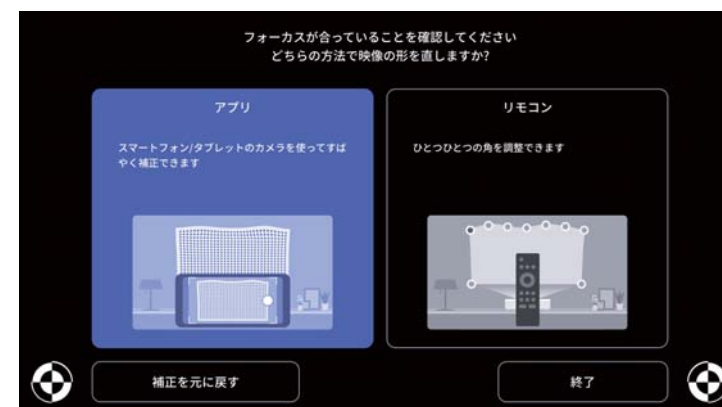 フォーカスが合っていることを確認してください
どちらの方法で映像の形を直しますか?
アプリ
スマートフォン/タブレットのカメラを使ってすば
やく補正できます
リモコン
ひとつひとつの角を調整できます
補正を元に戻す
終了